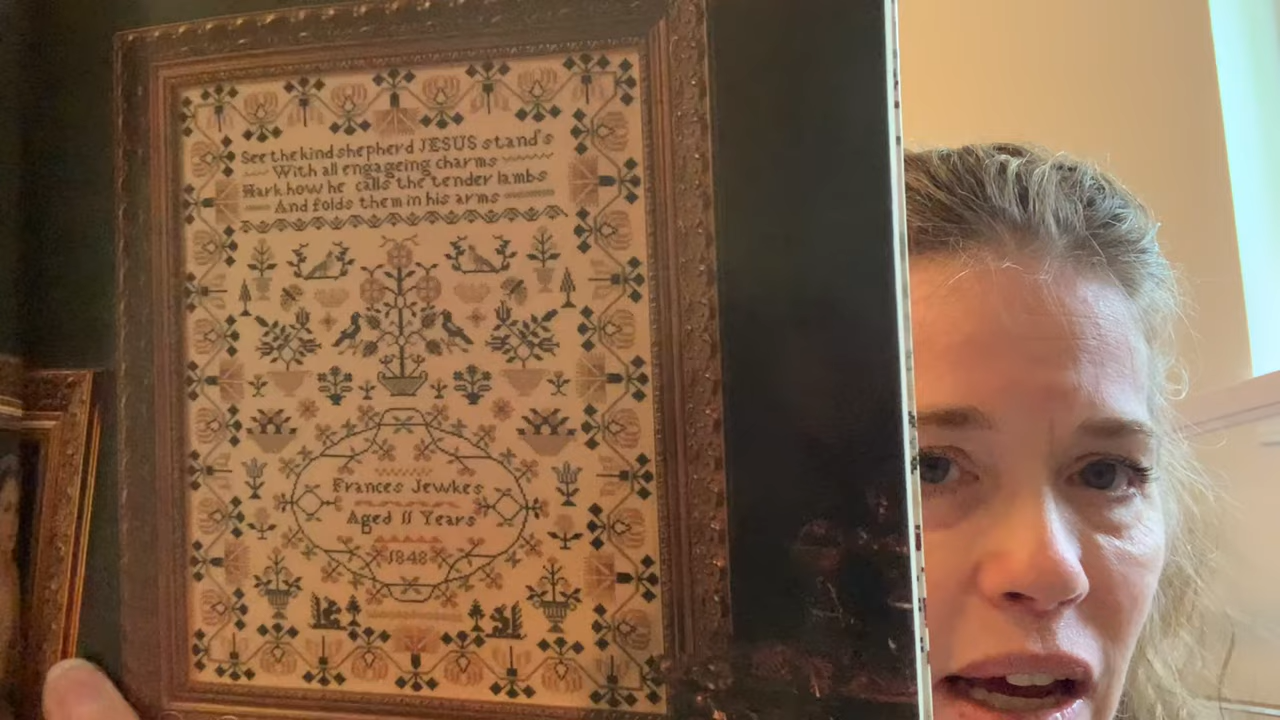 See the kind shepherd JESUS stand's
With all engageing charms
Hark how he calls the tender lambs
And folds them in his arms
Frances Jewkes
Aged 11 Years
1848